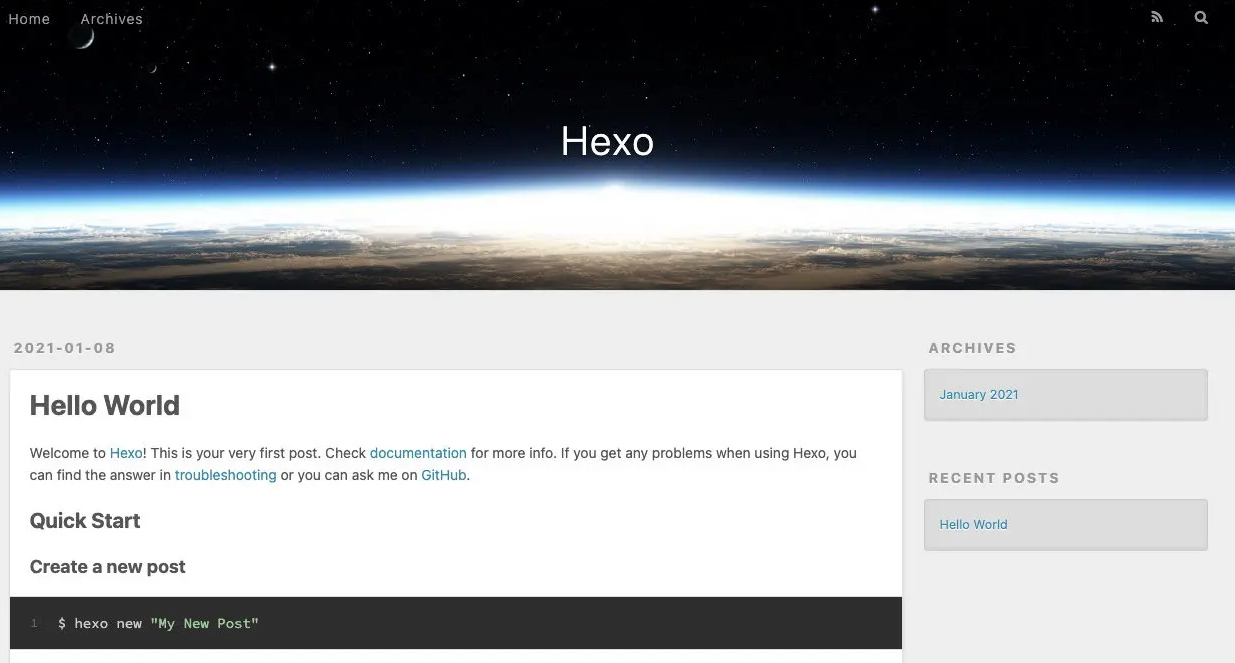 Home Archives
Hexo
2021-01-08
Hello World
Welcome to Hexo! This is your very first post. Check documentation for more info. If you get any problems when using Hexo, you
can find the answer in troubleshooting or you can ask me on GitHub.
Quick Start
Create a new post
1 $ hexo new "My New Post"
ARCHIVES
January 2021
RECENT POSTS
Hello World